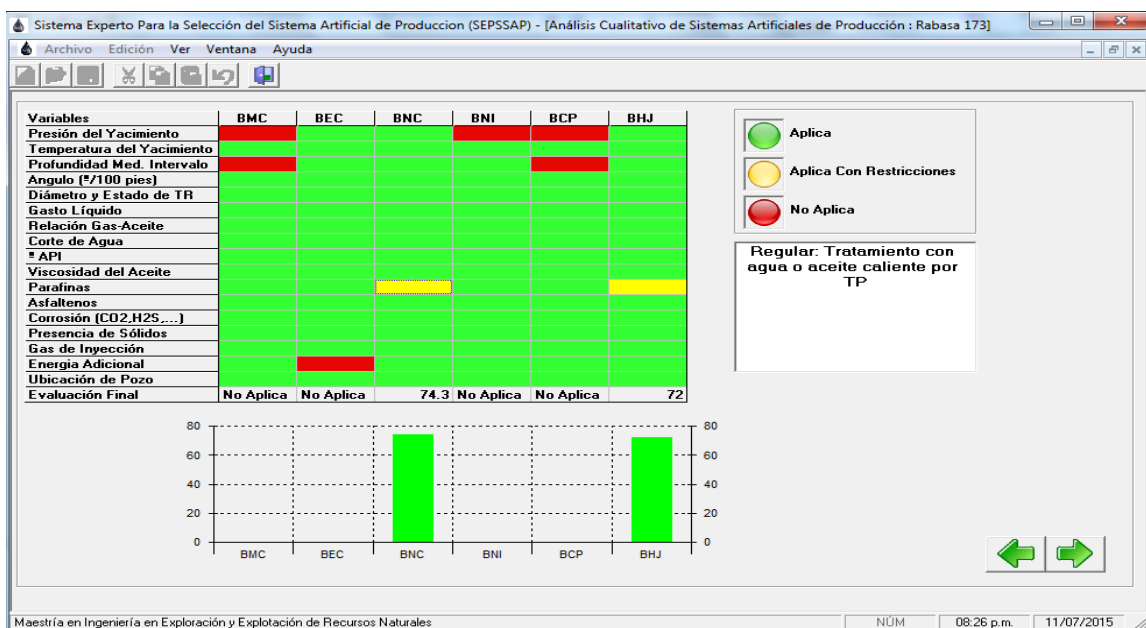 Sistema Experto Para la Selección del Sistema Artificial de Produccion (SEPSSAP) - [Análisis Cualitativo de Sistemas Artificiales de Producción : Rabasa 173]
Archivo Edición Ver Ventana Ayuda
Variables BMC BEC BNC BNI BCP BHJ
Presión del Yacimiento
Temperatura del Yacimiento
Profundidad Med. Intervalo
Angulo (º/100 pies)
Diámetro y Estado de TR
Gasto Líquido
Relación Gas-Aceite
Corte de Agua
º API
Viscosidad del Aceite
Parafinas
Asfaltenos
Corrosión (CO2,H2S,...)
Presencia de Sólidos
Gas de Inyección
Energia Adicional
Ubicación de Pozo
Evaluación Final No Aplica No Aplica 74.3 No Aplica No Aplica 72
Aplica
Aplica Con Restricciones
No Aplica
Regular: Tratamiento con
agua o aceite caliente por
TP
80 80
60 60
40 40
20 20
0 0
BMC BEC BNC BNI BCP BHJ
Maestría en Ingeniería en Exploración y Explotación de Recursos Naturales NÚM 08:26 p.m. 11/07/2015